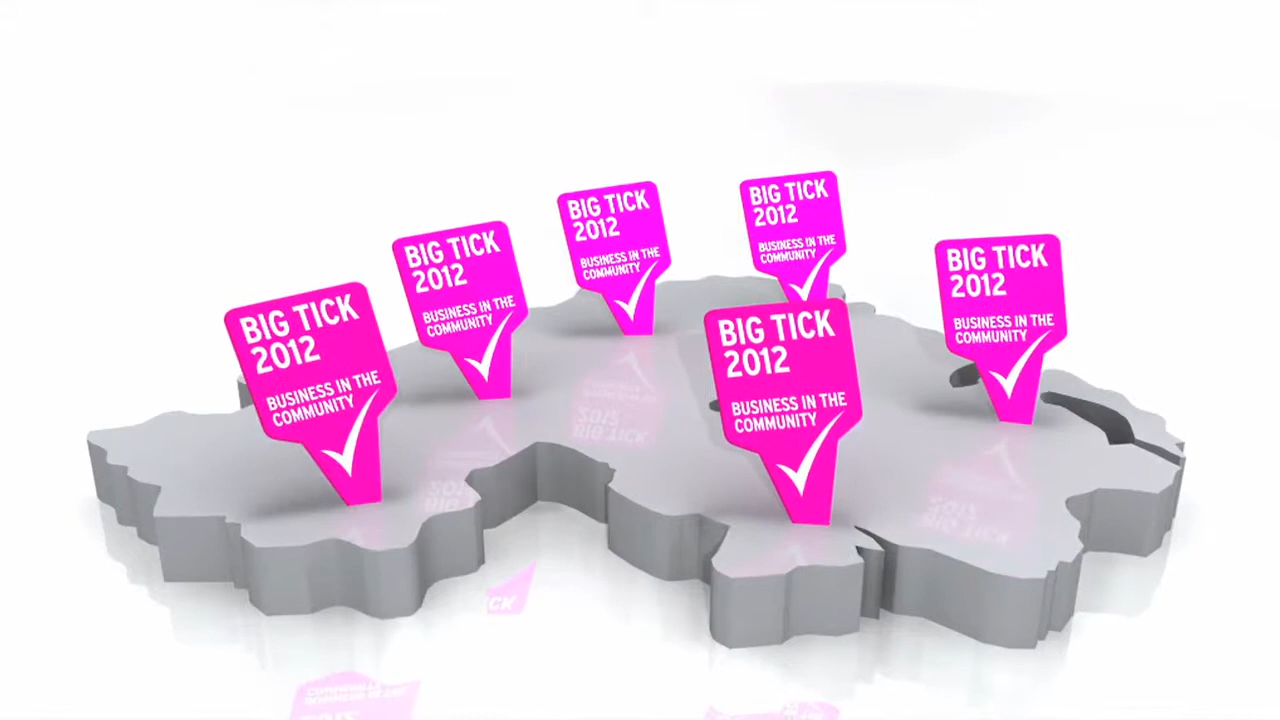 BIG TICK
2012
BUSINESS IN THE
COMMUNITY
BIG TICK
2012
BUSINESS IN THE
COMMUNITY
BIG TICK
2012
BUSINESS IN THE
COMMUNITY
BIG TICK
2012
BUSINESS IN THE
COMMUNITY
BIG TICK
2012
BUSINESS IN THE
COMMUNITY
BIG TICK
2012
BUSINESS IN THE
COMMUNITY